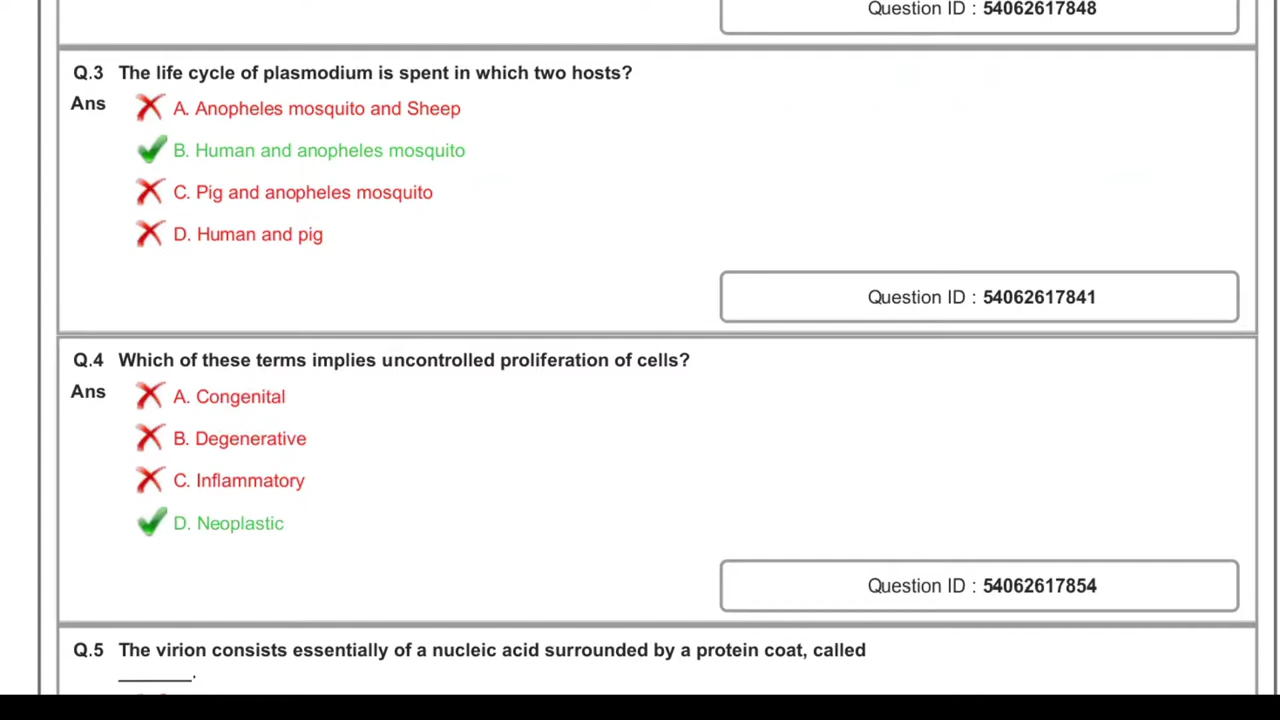 Question ID : 54062617848
Q.3 The life cycle of plasmodium is spent in which two hosts?
Ans A. Anopheles mosquito and Sheep
B. Human and anopheles mosquito
C. Pig and anopheles mosquito
D. Human and pig
Question ID : 54062617841
Q.4 Which of these terms implies uncontrolled proliferation of cells?
Ans A. Congenital
B. Degenerative
C. Inflammatory
D. Neoplastic
Question ID : 54062617854
Q.5 The virion consists essentially of a nucleic acid surrounded by a protein coat, called
_______.